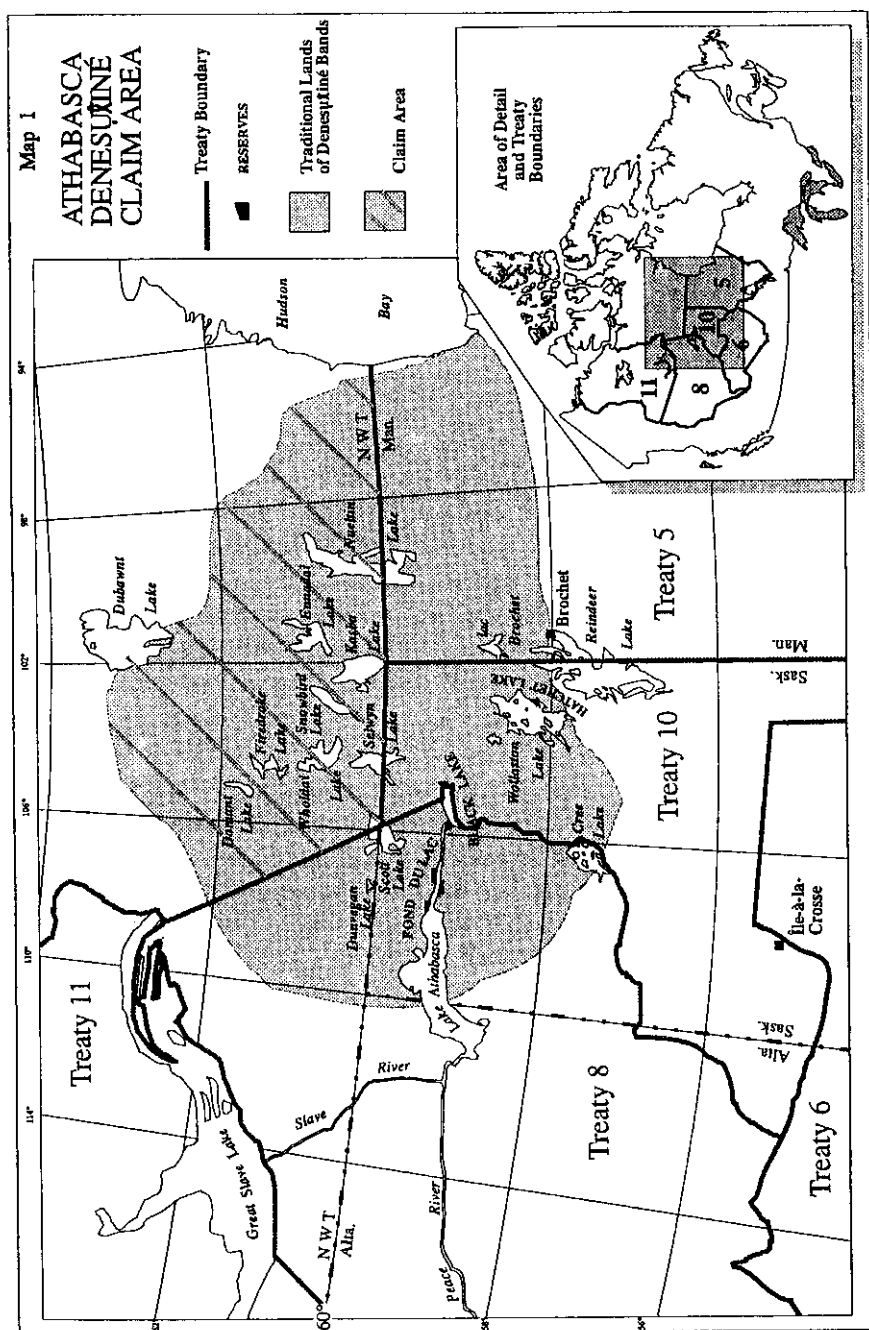 Map 1
ATHABASCA
DENESUŁINÉ
CLAIM AREA
Treaty Boundary
RESERVES
Traditional Lands
of Denesułiné Bands
Claim Area
Area of Detail
and Treaty
Boundaries
11
8
10
5
6
114°
110°
106°
102°
98°
94°
60°
58
56
Treaty 11
Great Slave Lake
Slave
River
N W T
Alta.
Peace
River
Treaty 8
Treaty 6
Alta.
Sask.
Île-à-la-
Crosse
Treaty 10
Sask.
Man.
Treaty 5
Dubawnt
Lake
Hudson
Bay
N W T
Man.
Damant
Lake
Firedrake
Lake
Wholdaia
Lake
Snowbird
Lake
Selwyn
Lake
Kasba
Lake
Ennadai
Lake
Nueltin
Lake
Dunvegan
Lake
Scott
Lake
FOND DU LAC
BLACK LAKE
Lake Athabasca
Cree
Lake
Wollaston
Lake
HATCHET LAKE
Lac
Brochet
Brochet
Reindeer
Lake